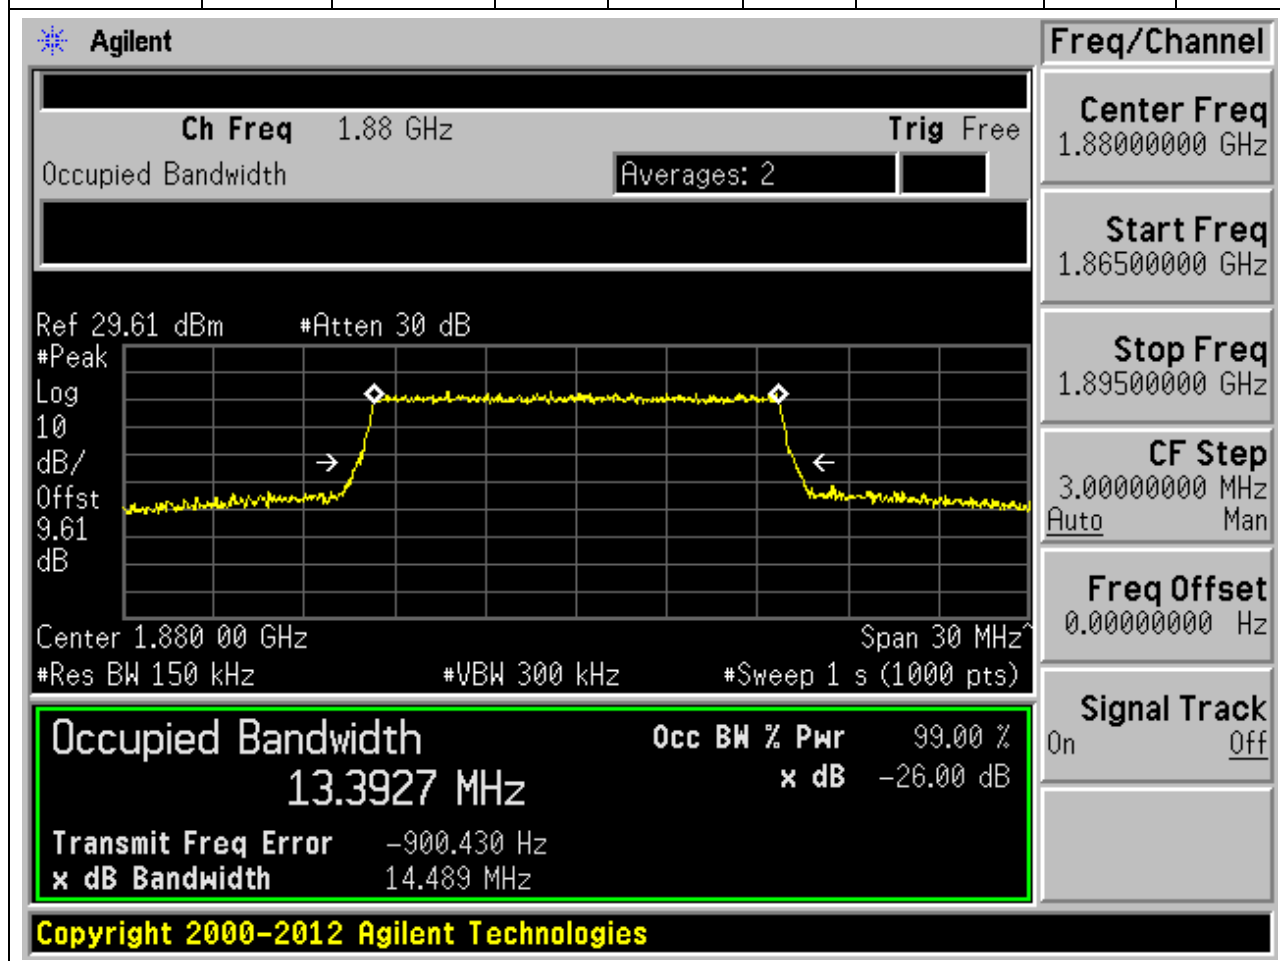 Agilent
Freq/Channel
Ch Freq 1.88 GHz Trig Free
Occupied Bandwidth Averages: 2
Center Freq
1.88000000 GHz
Start Freq
1.86500000 GHz
Stop Freq
1.89500000 GHz
CF Step
3.00000000 MHz
Auto Man
Freq Offset
0.00000000 Hz
Signal Track
On Off
Ref 29.61 dBm #Atten 30 dB
#Peak
Log
10
dB/
Offst
9.61
dB
Center 1.880 00 GHz Span 30 MHz^
#Res BW 150 kHz #VBW 300 kHz #Sweep 1 s (1000 pts)
Occupied Bandwidth Occ BW % Pwr 99.00 %
13.3927 MHz x dB -26.00 dB
Transmit Freq Error -900.430 Hz
x dB Bandwidth 14.489 MHz
Copyright 2000-2012 Agilent Technologies